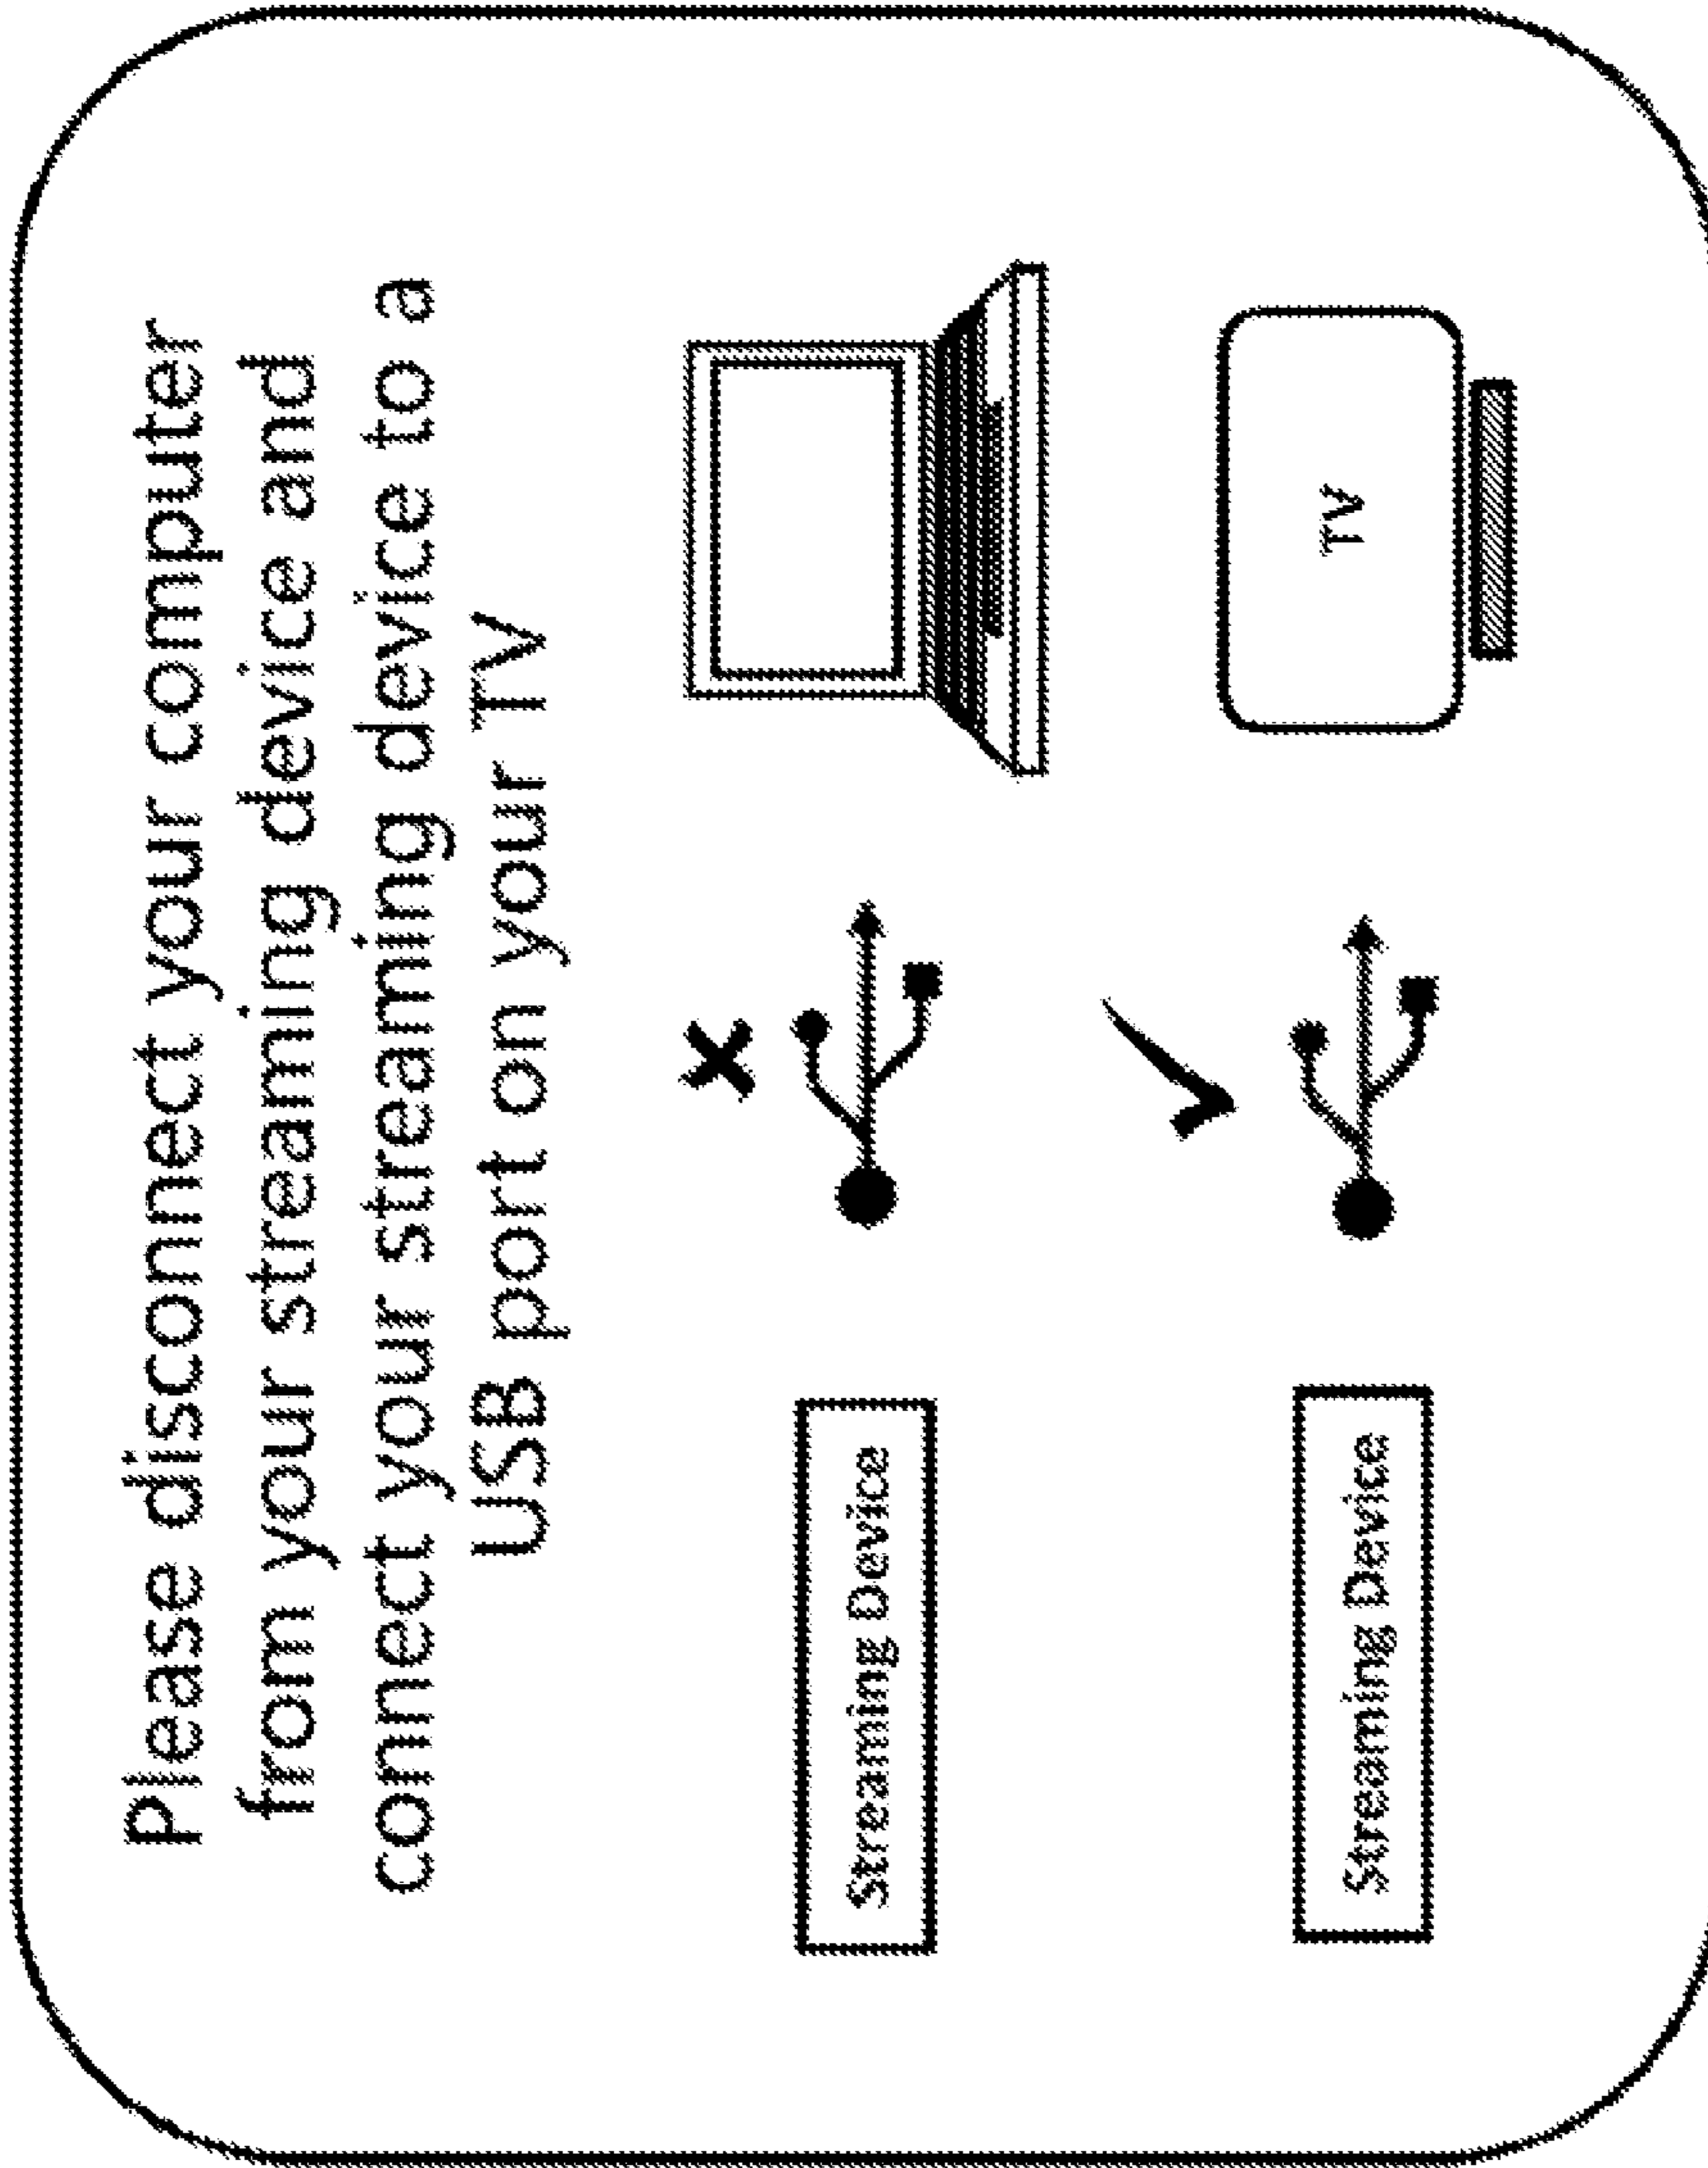 Please disconnect your computer
from your streaming device and
connect your streaming device to a
USB port on your TV
Streaming Device
Streaming Device
TV